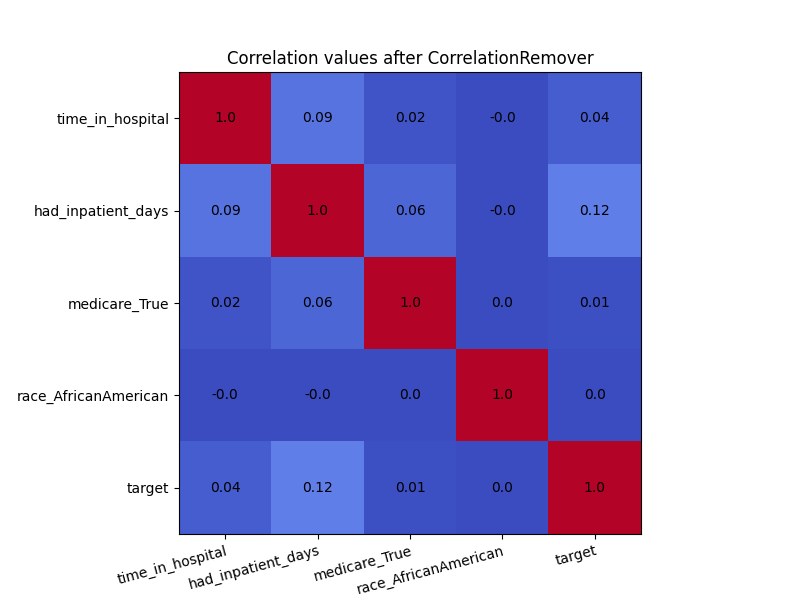 Correlation values after CorrelationRemover
time_in_hospital 1.0 0.09 0.02 -0.0 0.04
had_inpatient_days 0.09 1.0 0.06 -0.0 0.12
medicare_True 0.02 0.06 1.0 0.0 0.01
race_AfricanAmerican -0.0 -0.0 0.0 1.0 0.0
target 0.04 0.12 0.01 0.0 1.0
time_in_hospital had_inpatient_days medicare_True race_AfricanAmerican target